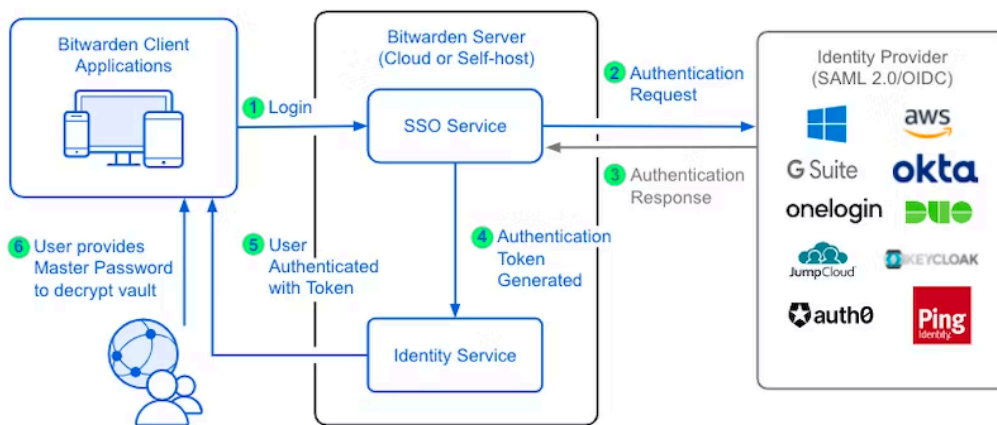 Bitwarden Client
Applications
1 Login
Bitwarden Server
(Cloud or Self-host)
SSO Service
2 Authentication
Request
3 Authentication
Response
4 Authentication
Token
Generated
Identity Service
5 User
Authenticated
with Token
6 User provides
Master Password
to decrypt vault
Identity Provider
(SAML 2.0/OIDC)
aws
G Suite
okta
onelogin
DUO
JumpCloud
KEYCLOAK
auth0
Ping
Identity.